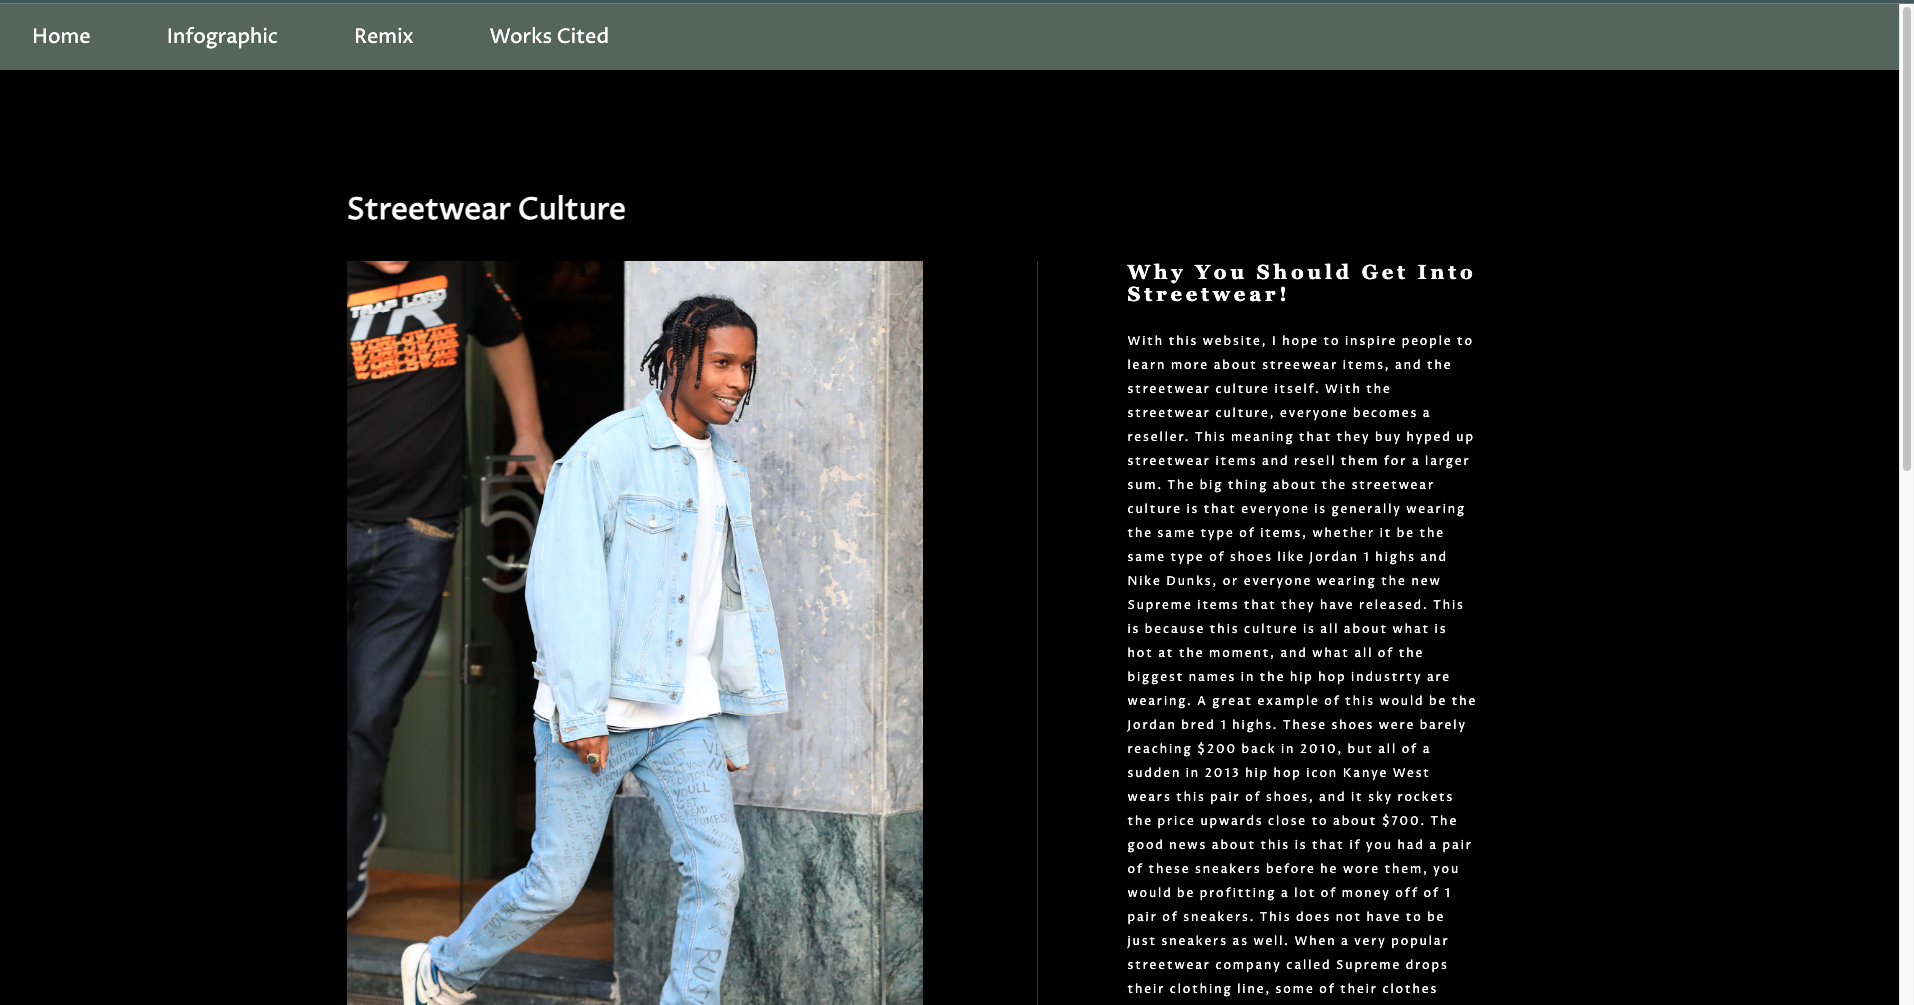 Home
Infographic
Remix
Works Cited
Streetwear Culture
TRAP LORD
TR
WORLDWIDE
WORLDWIDE
WORLDWIDE
5
YOULL
RUS
Why You Should Get Into
Streetwear!
With this website, I hope to inspire people to
learn more about streewear items, and the
streetwear culture itself. With the
streetwear culture, everyone becomes a
reseller. This meaning that they buy hyped up
streetwear items and resell them for a larger
sum. The big thing about the streetwear
culture is that everyone is generally wearing
the same type of items, whether it be the
same type of shoes like Jordan 1 highs and
Nike Dunks, or everyone wearing the new
Supreme items that they have released. This
is because this culture is all about what is
hot at the moment, and what all of the
biggest names in the hip hop industrty are
wearing. A great example of this would be the
Jordan bred 1 highs. These shoes were barely
reaching $200 back in 2010, but all of a
sudden in 2013 hip hop icon Kanye West
wears this pair of shoes, and it sky rockets
the price upwards close to about $700. The
good news about this is that if you had a pair
of these sneakers before he wore them, you
would be profitting a lot of money off of 1
pair of sneakers. This does not have to be
just sneakers as well. When a very popular
streetwear company called Supreme drops
their clothing line, some of their clothes